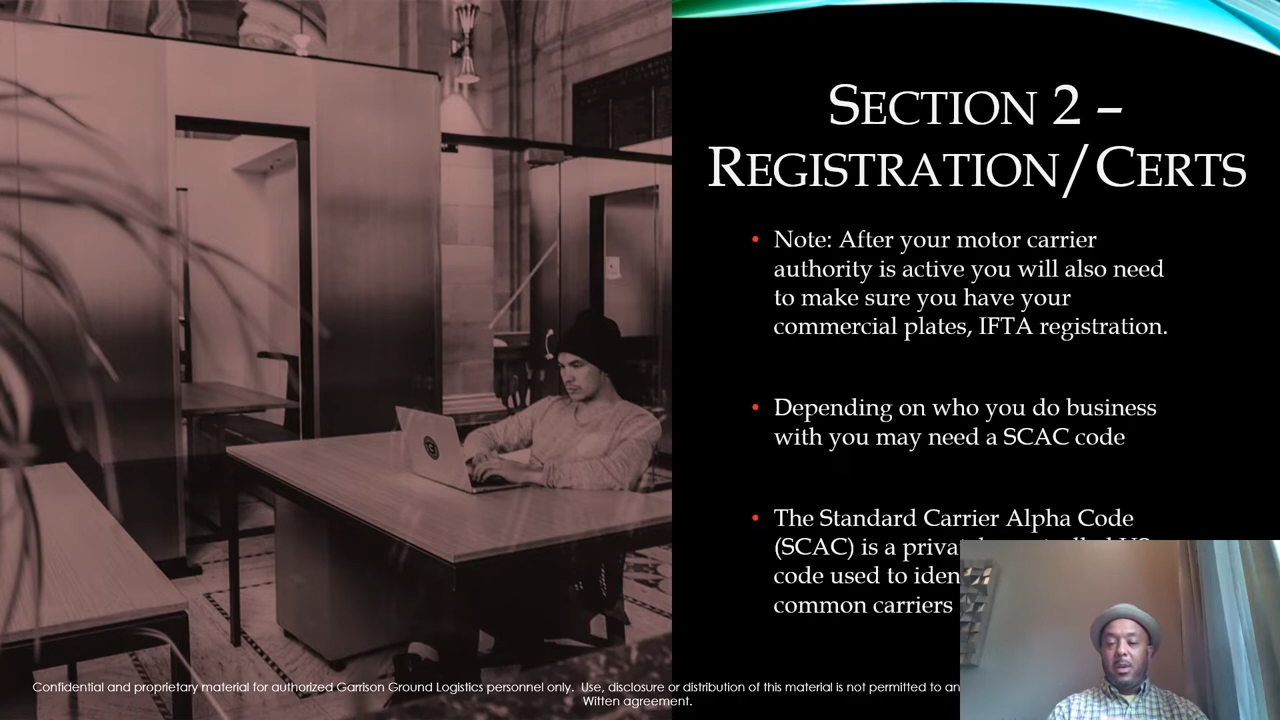 SECTION 2 –
REGISTRATION/CERTS
• Note: After your motor carrier
authority is active you will also need
to make sure you have your
commercial plates, IFTA registration.
• Depending on who you do business
with you may need a SCAC code
• The Standard Carrier Alpha Code
(SCAC) is a
code used to
common carriers
Confidential and proprietary material for authorized Garrison Ground Logistics personnel only. Use, disclosure or distribution of this material is not permitted to
Witten agreement.